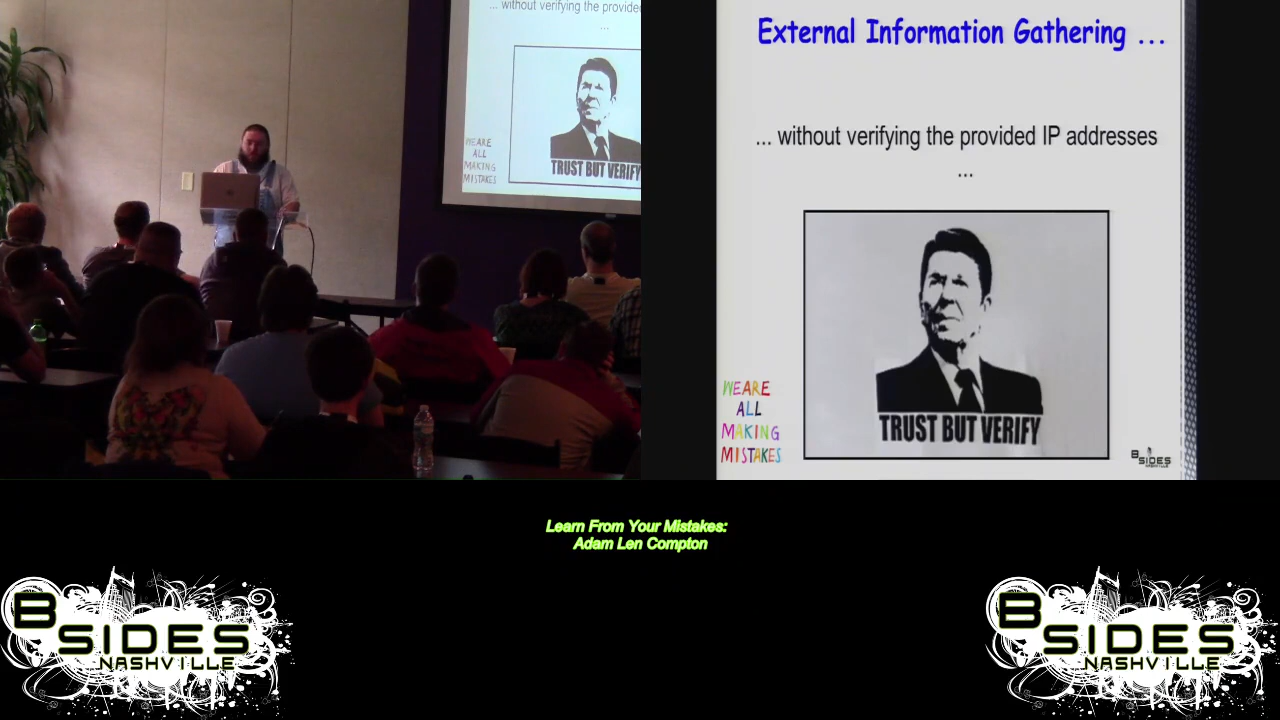 ... without verifying the provide
...
WE ARE
ALL
MAKING
MISTAKES
TRUST BUT VERIFY
External Information Gathering ...
... without verifying the provided IP addresses
...
WE ARE
ALL
MAKING
MISTAKES
TRUST BUT VERIFY
BSIDES
NASHVILLE
Learn From Your Mistakes:
Adam Len Compton
BSIDES
NASHVILLE
BSIDES
NASHVILLE